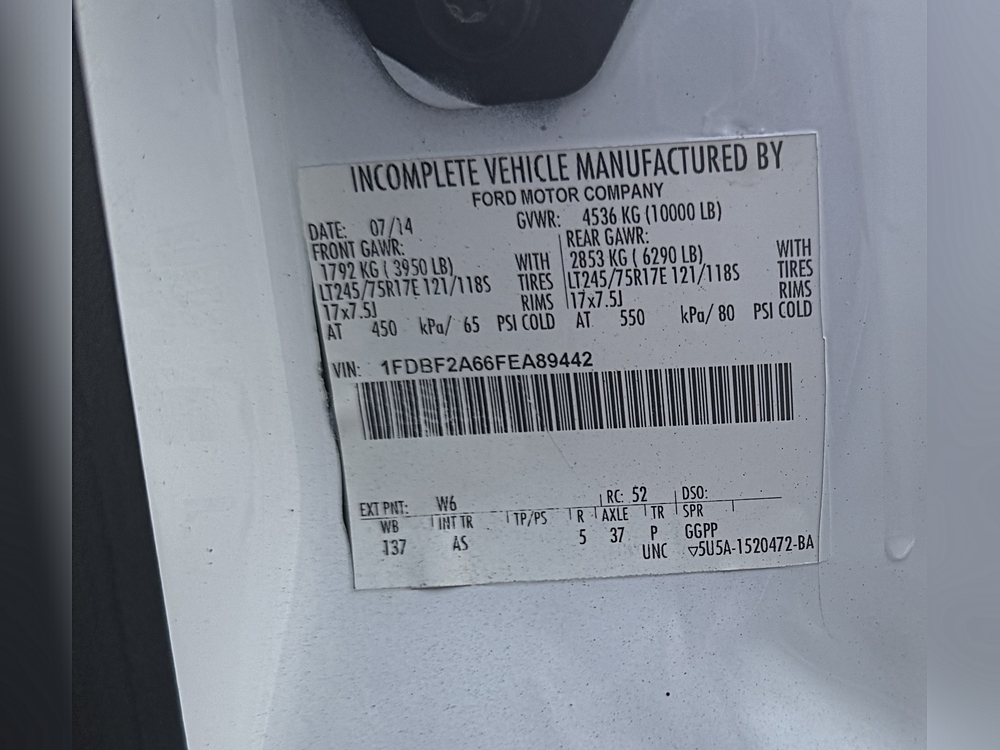 INCOMPLETE VEHICLE MANUFACTURED BY
FORD MOTOR COMPANY
DATE: 07/14 GVWR: 4536 KG (10000 LB)
FRONT GAWR: REAR GAWR:
1792 KG ( 3950 LB) WITH 2853 KG ( 6290 LB) WITH
LT245/75R17E 121/118S TIRES LT245/75R17E 121/118S TIRES
17x7.5J RIMS 17x7.5J RIMS
AT 450 kPa/ 65 PSI COLD AT 550 kPa/ 80 PSI COLD
VIN: 1FDBF2A66FEA89442
EXT PNT: W6 RC: 52 DSO:
WB INT TR TP/PS R AXLE TR SPR
137 AS 5 37 P GGPP
UNC ▽5U5A-1520472-BA